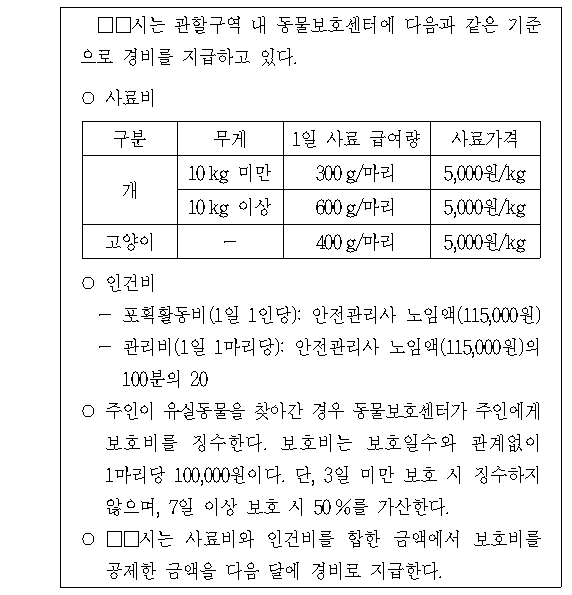 □□시는 관할구역 내 동물보호센터에 다음과 같은 기준
으로 경비를 지급하고 있다.
○ 사료비
구분 무게 1일 사료 급여량 사료가격
개 10 kg 미만 300 g/마리 5,000원/kg
10 kg 이상 600 g/마리 5,000원/kg
고양이 - 400 g/마리 5,000원/kg
○ 인건비
- 포획활동비(1일 1인당): 안전관리사 노임액(115,000원)
- 관리비(1일 1마리당): 안전관리사 노임액(115,000원)의
100분의 20
○ 주인이 유실동물을 찾아간 경우 동물보호센터가 주인에게
보호비를 징수한다. 보호비는 보호일수와 관계없이
1마리당 100,000원이다. 단, 3일 미만 보호 시 징수하지
않으며, 7일 이상 보호 시 50 %를 가산한다.
○ □□시는 사료비와 인건비를 합한 금액에서 보호비를
공제한 금액을 다음 달에 경비로 지급한다.